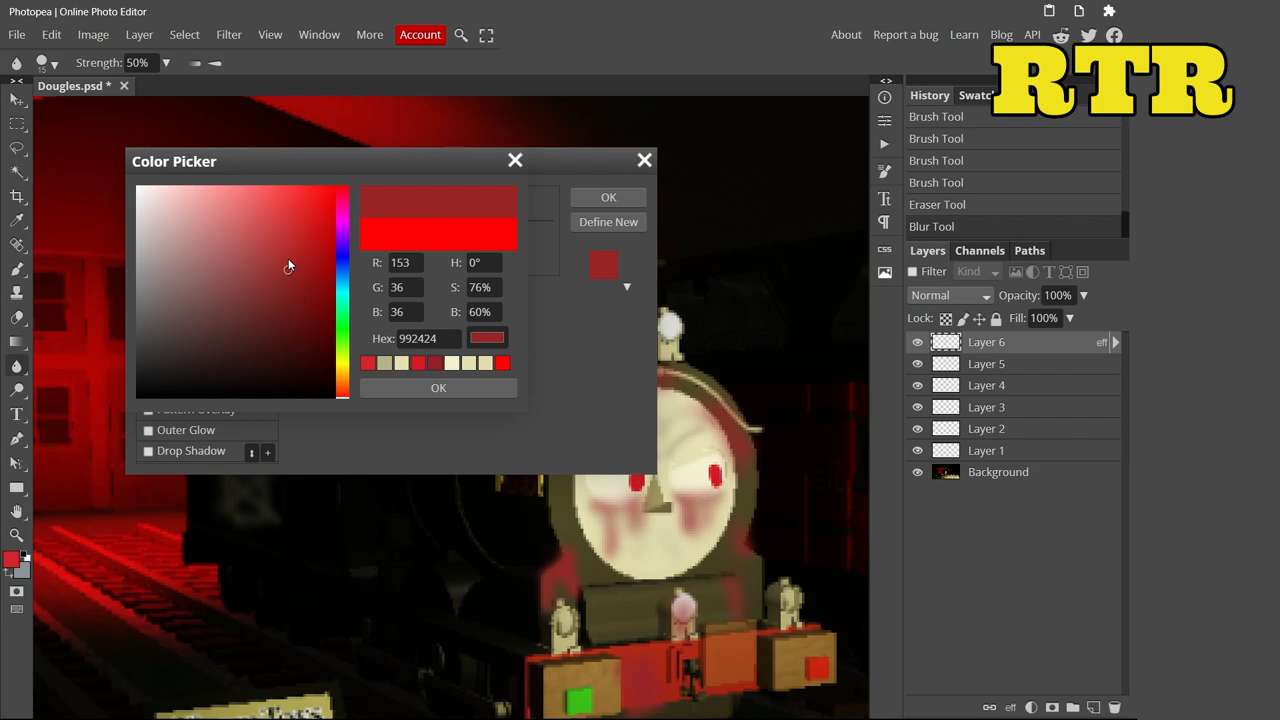 Photopea | Online Photo Editor
File Edit Image Layer Select Filter View Window More Account
About Report a bug Learn Blog API
RTR
15
Strength: 50%
Dougles.psd *
History Swatc
Brush Tool
Brush Tool
Brush Tool
Brush Tool
Eraser Tool
Blur Tool
Color Picker
OK
Define New
R: 153 H: 0°
G: 36 S: 76%
B: 36 B: 60%
Hex: 992424
OK
Outer Glow
Drop Shadow
Layers Channels Paths
Filter Kind
Normal Opacity: 100%
Lock: Fill: 100%
Layer 6 eff
Layer 5
Layer 4
Layer 3
Layer 2
Layer 1
Background
CSS
eff